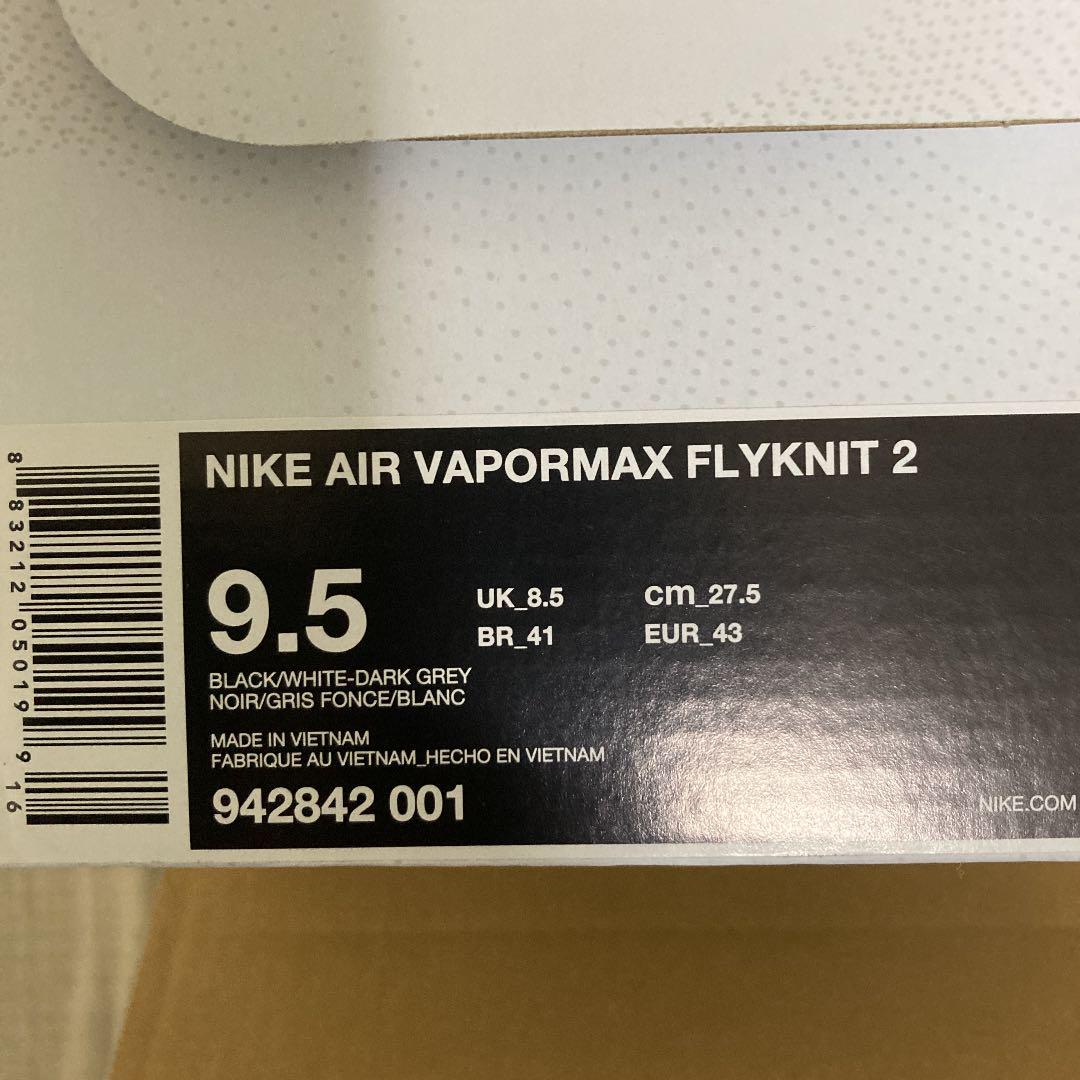 NIKE AIR VAPORMAX FLYKNIT 2
9.5
UK_8.5 cm_27.5
BR_41 EUR_43
BLACK/WHITE-DARK GREY
NOIR/GRIS FONCE/BLANC
MADE IN VIETNAM
FABRIQUE AU VIETNAM_HECHO EN VIETNAM
942842 001
NIKE.COM
8 83212 05019 9 16